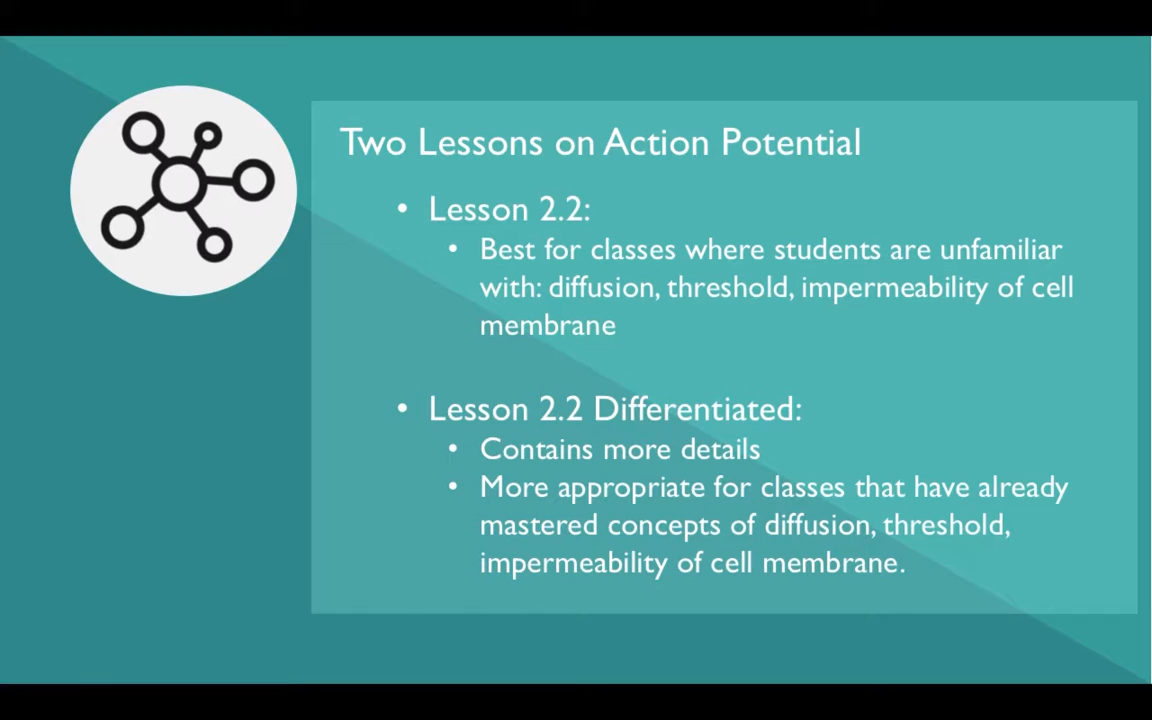 Two Lessons on Action Potential
• Lesson 2.2:
• Best for classes where students are unfamiliar
with: diffusion, threshold, impermeability of cell
membrane
• Lesson 2.2 Differentiated:
• Contains more details
• More appropriate for classes that have already
mastered concepts of diffusion, threshold,
impermeability of cell membrane.